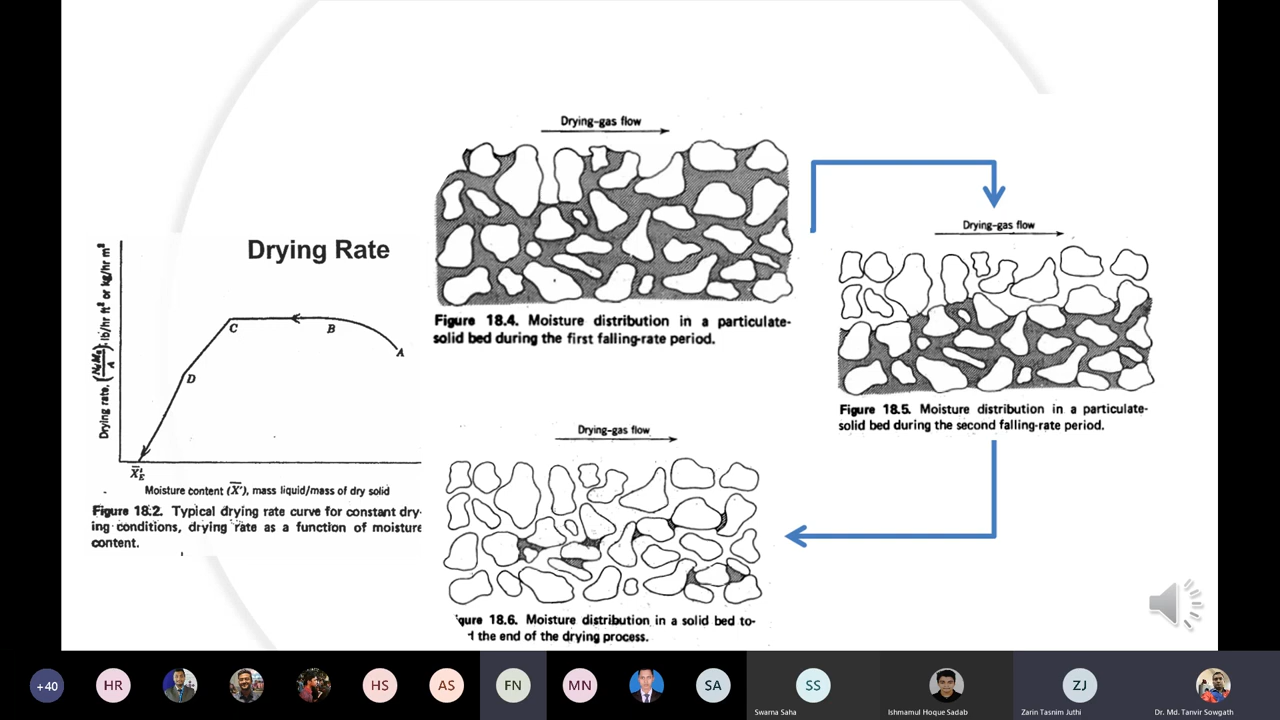 Drying Rate
Drying rate,
lb/hr ft² or kg/hr m²
A
B
C
D
Moisture content (X̅'), mass liquid/mass of dry solid
Figure 18.2. Typical drying rate curve for constant dry-
ing conditions, drying rate as a function of moisture
content.
Drying-gas flow
Figure 18.4. Moisture distribution in a particulate-
solid bed during the first falling-rate period.
Drying-gas flow
Figure 18.5. Moisture distribution in a particulate-
solid bed during the second falling-rate period.
Drying-gas flow
gure 18.6. Moisture distribution in a solid bed to-
the end of the drying process.
+40
HR
HS
AS
FN
MN
SA
SS
Swarna Saha
Ishmamul Hoque Sadab
ZJ
Zarin Tasnim Juthi
Dr. Md. Tanvir Sowgath